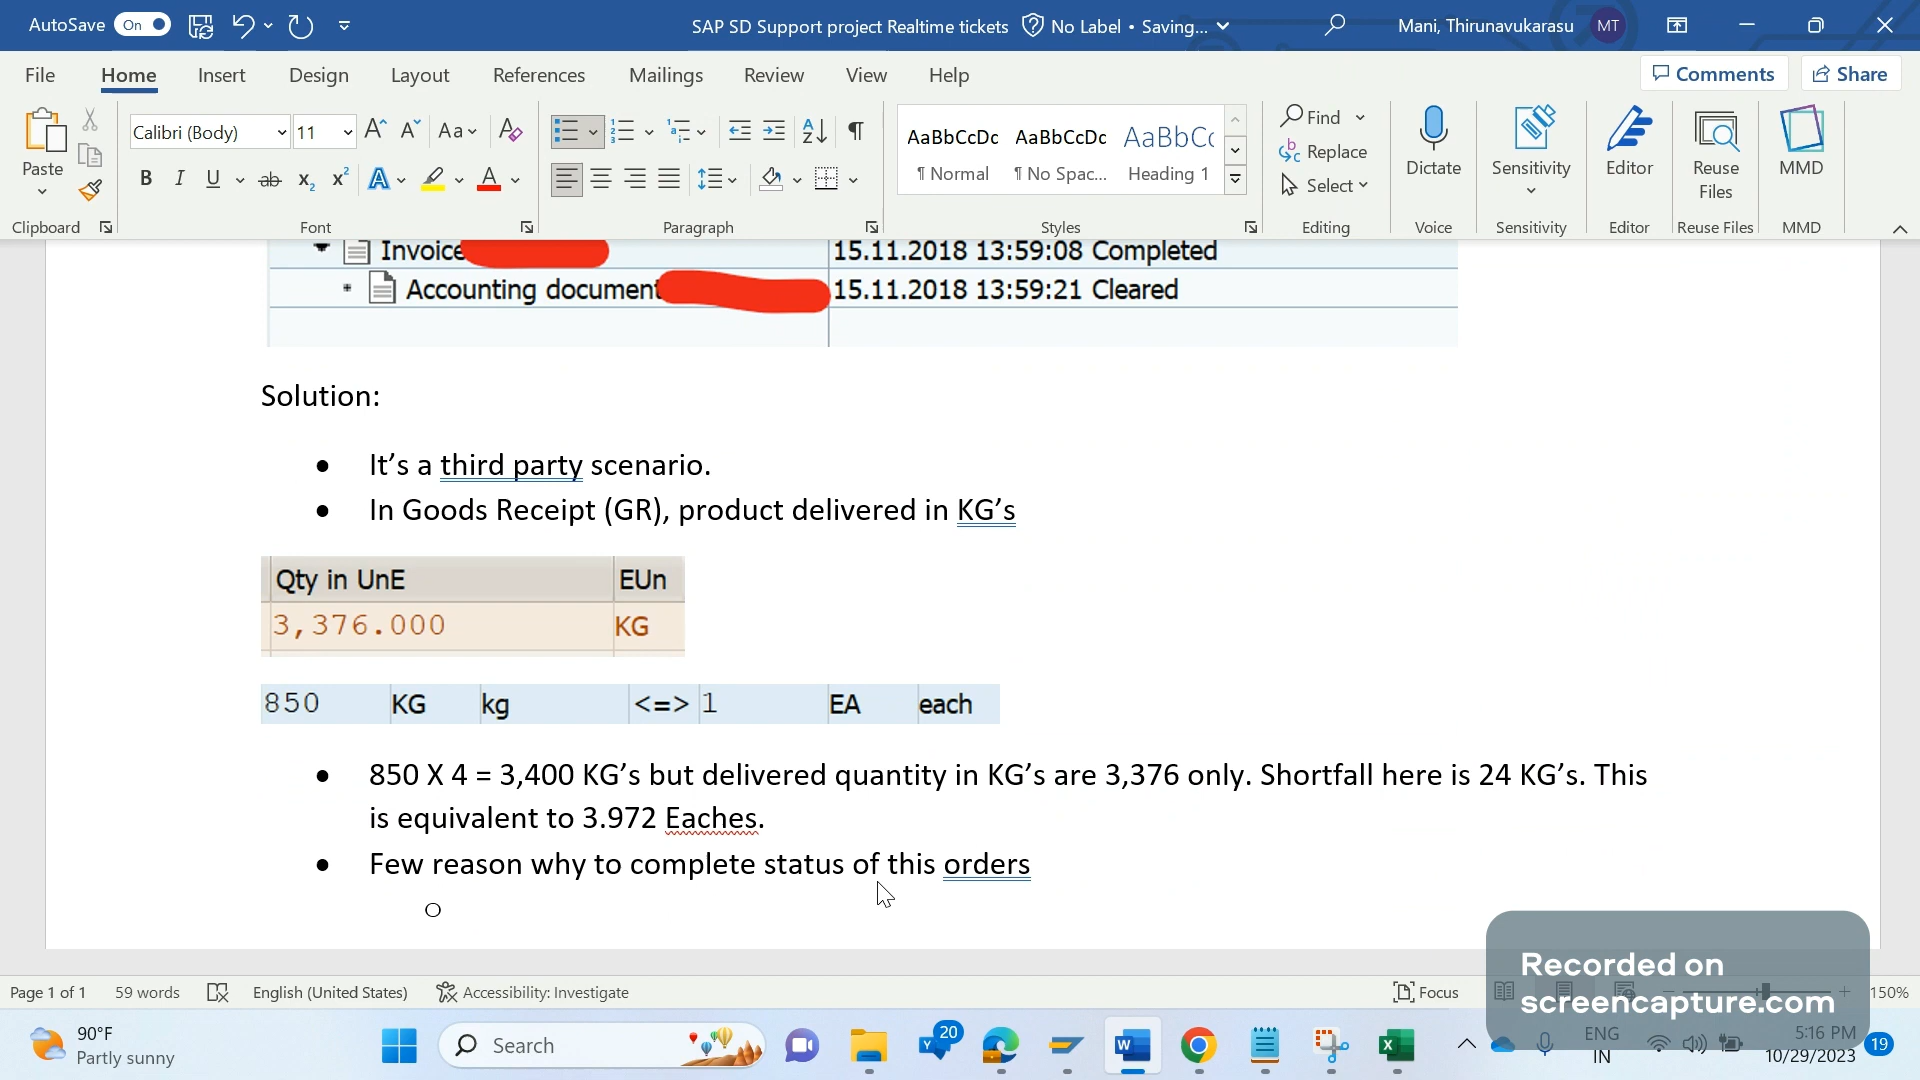 AutoSave On SAP SD Support project Realtime tickets No Label • Saving... Mani, Thirunavukarasu MT
File Home Insert Design Layout References Mailings Review View Help Comments Share
Paste Calibri (Body) 11 Aa AaBbCcDc AaBbCcDc AaBbCc Find Replace Select Dictate Sensitivity Editor Reuse Files MMD
¶ Normal ¶ No Spac... Heading 1
Clipboard Font Paragraph Styles Editing Voice Sensitivity Editor Reuse Files MMD
Invoice 15.11.2018 13:59:08 Completed
Accounting document 15.11.2018 13:59:21 Cleared
Solution:
• It’s a third party scenario.
• In Goods Receipt (GR), product delivered in KG’s
Qty in UnE EUn
3,376.000 KG
850 KG kg <=> 1 EA each
• 850 X 4 = 3,400 KG’s but delivered quantity in KG’s are 3,376 only. Shortfall here is 24 KG’s. This
is equivalent to 3.972 Eaches.
• Few reason why to complete status of this orders
o
Recorded on
screencapture.com
Page 1 of 1 59 words English (United States) Accessibility: Investigate Focus 150%
90°F
Partly sunny
Search
20
ENG
IN
5:16 PM
10/29/2023
19